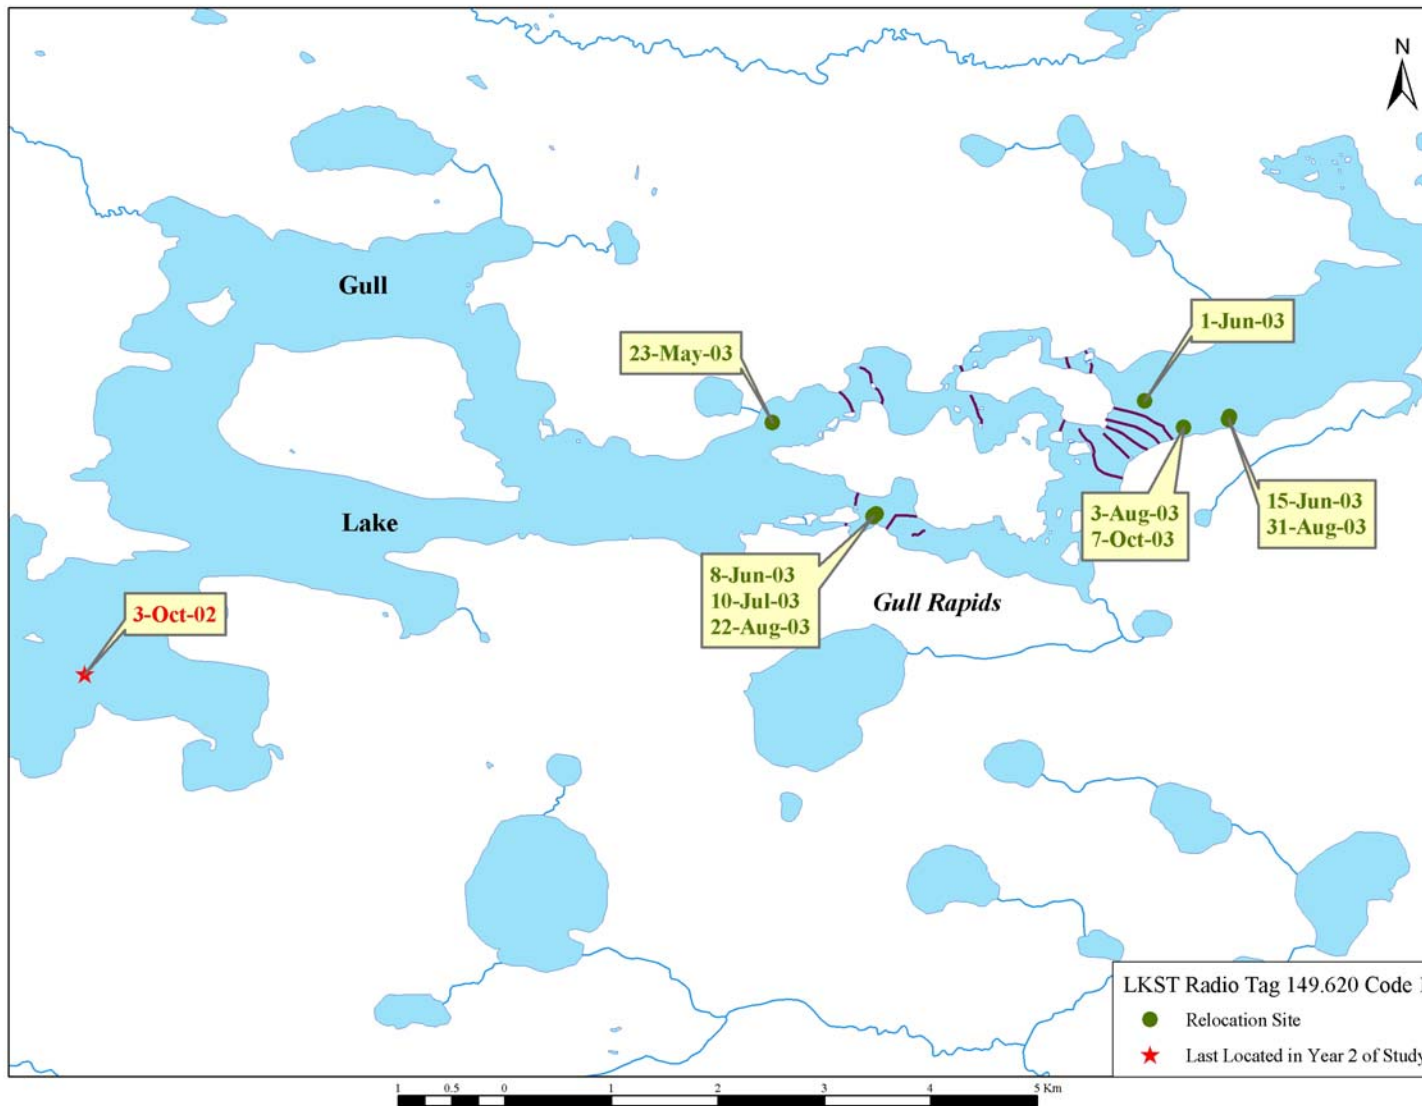 N
Gull
1-Jun-03
23-May-03
Lake
3-Aug-03
7-Oct-03
15-Jun-03
31-Aug-03
8-Jun-03
10-Jul-03
22-Aug-03
Gull Rapids
3-Oct-02
LKST Radio Tag 149.620 Code 1
Relocation Site
Last Located in Year 2 of Study
1 0.5 0 1 2 3 4 5 Km